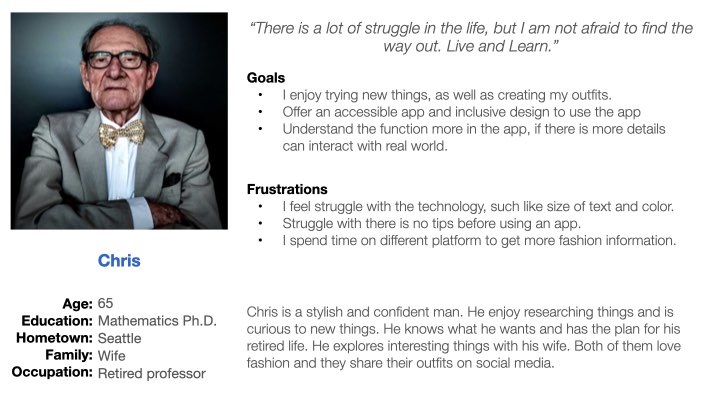 “There is a lot of struggle in the life, but I am not afraid to find the
way out. Live and Learn.”
Goals
• I enjoy trying new things, as well as creating my outfits.
• Offer an accessible app and inclusive design to use the app
• Understand the function more in the app, if there is more details
can interact with real world.
Frustrations
• I feel struggle with the technology, such like size of text and color.
• Struggle with there is no tips before using an app.
• I spend time on different platform to get more fashion information.
Chris
Age: 65
Education: Mathematics Ph.D.
Hometown: Seattle
Family: Wife
Occupation: Retired professor
Chris is a stylish and confident man. He enjoy researching things and is
curious to new things. He knows what he wants and has the plan for his
retired life. He explores interesting things with his wife. Both of them love
fashion and they share their outfits on social media.